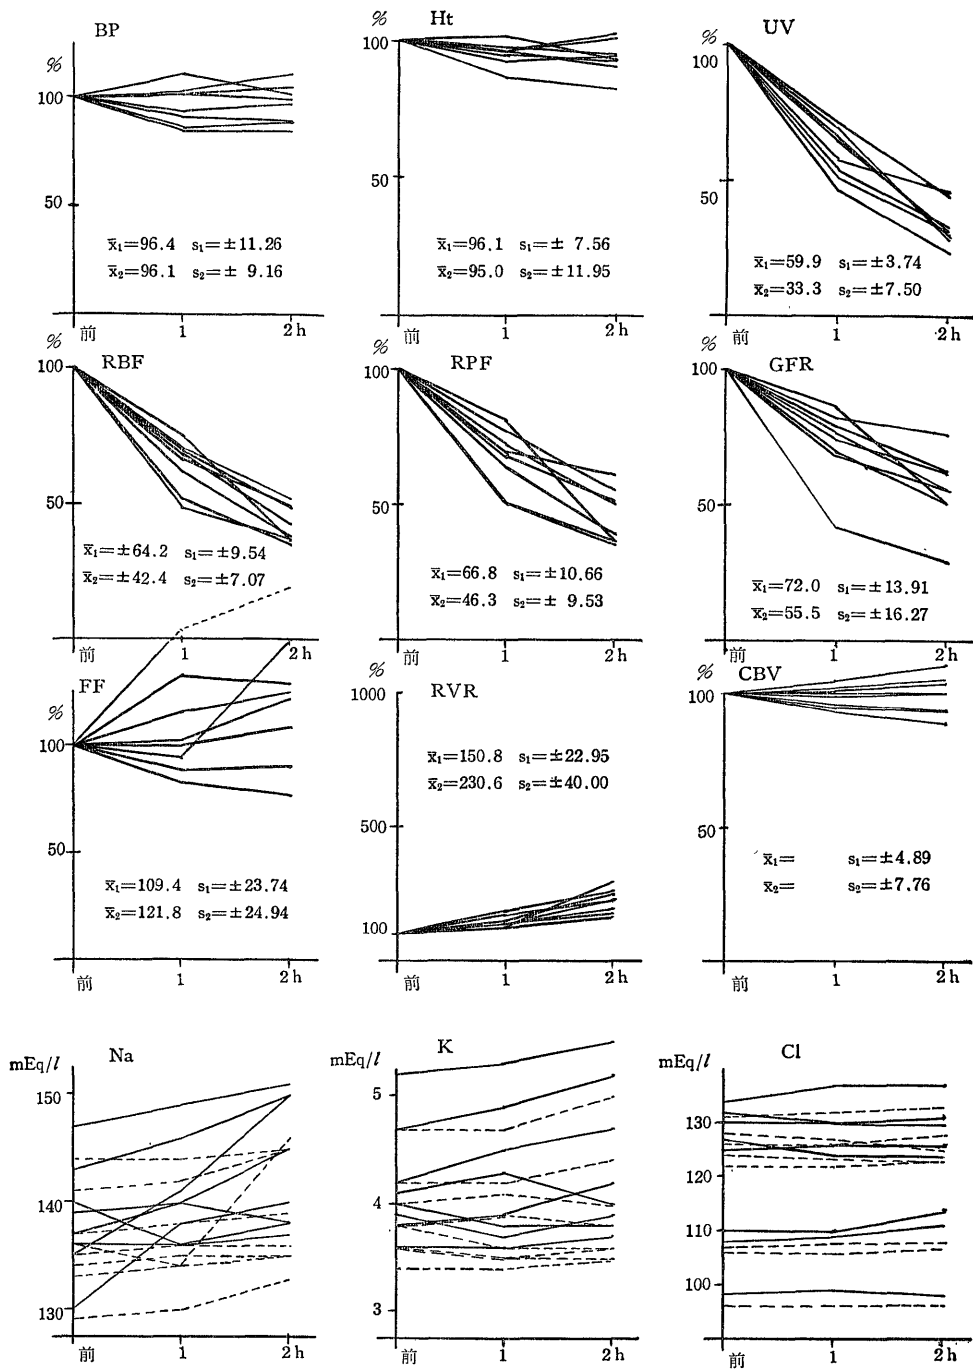 BP
%
100
50
x̄₁=96.4 s₁=±11.26
x̄₂=96.1 s₂=± 9.16
前 1 2h
Ht
%
100
50
x̄₁=96.1 s₁=± 7.56
x̄₂=95.0 s₂=±11.95
前 1 2h
UV
%
100
50
x̄₁=59.9 s₁=±3.74
x̄₂=33.3 s₂=±7.50
前 1 2h
RBF
%
100
50
x̄₁=±64.2 s₁=±9.54
x̄₂=±42.4 s₂=±7.07
前 1 2h
RPF
%
100
50
x̄₁=66.8 s₁=±10.66
x̄₂=46.3 s₂=± 9.53
前 1 2h
GFR
%
100
50
x̄₁=72.0 s₁=±13.91
x̄₂=55.5 s₂=±16.27
前 1 2h
FF
%
100
50
x̄₁=109.4 s₁=±23.74
x̄₂=121.8 s₂=±24.94
前 1 2h
RVR
%
1000
500
100
x̄₁=150.8 s₁=±22.95
x̄₂=230.6 s₂=±40.00
前 1 2h
CBV
%
100
50
x̄₁= s₁=±4.89
x̄₂= s₂=±7.76
前 1 2h
Na
mEq/l
150
140
130
前 1 2h
K
mEq/l
5
4
3
前 1 2h
Cl
mEq/l
130
120
110
100
前 1 2h